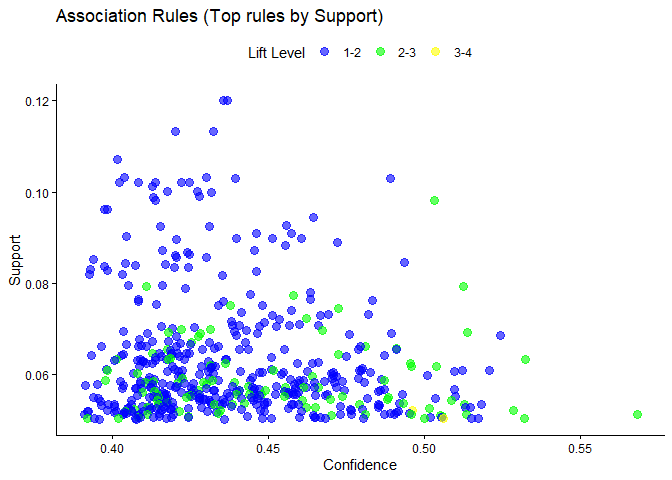 Association Rules (Top rules by Support)
Lift Level 1-2 2-3 3-4
0.12
0.10
0.08
0.06
Support
0.40 0.45 0.50 0.55
Confidence